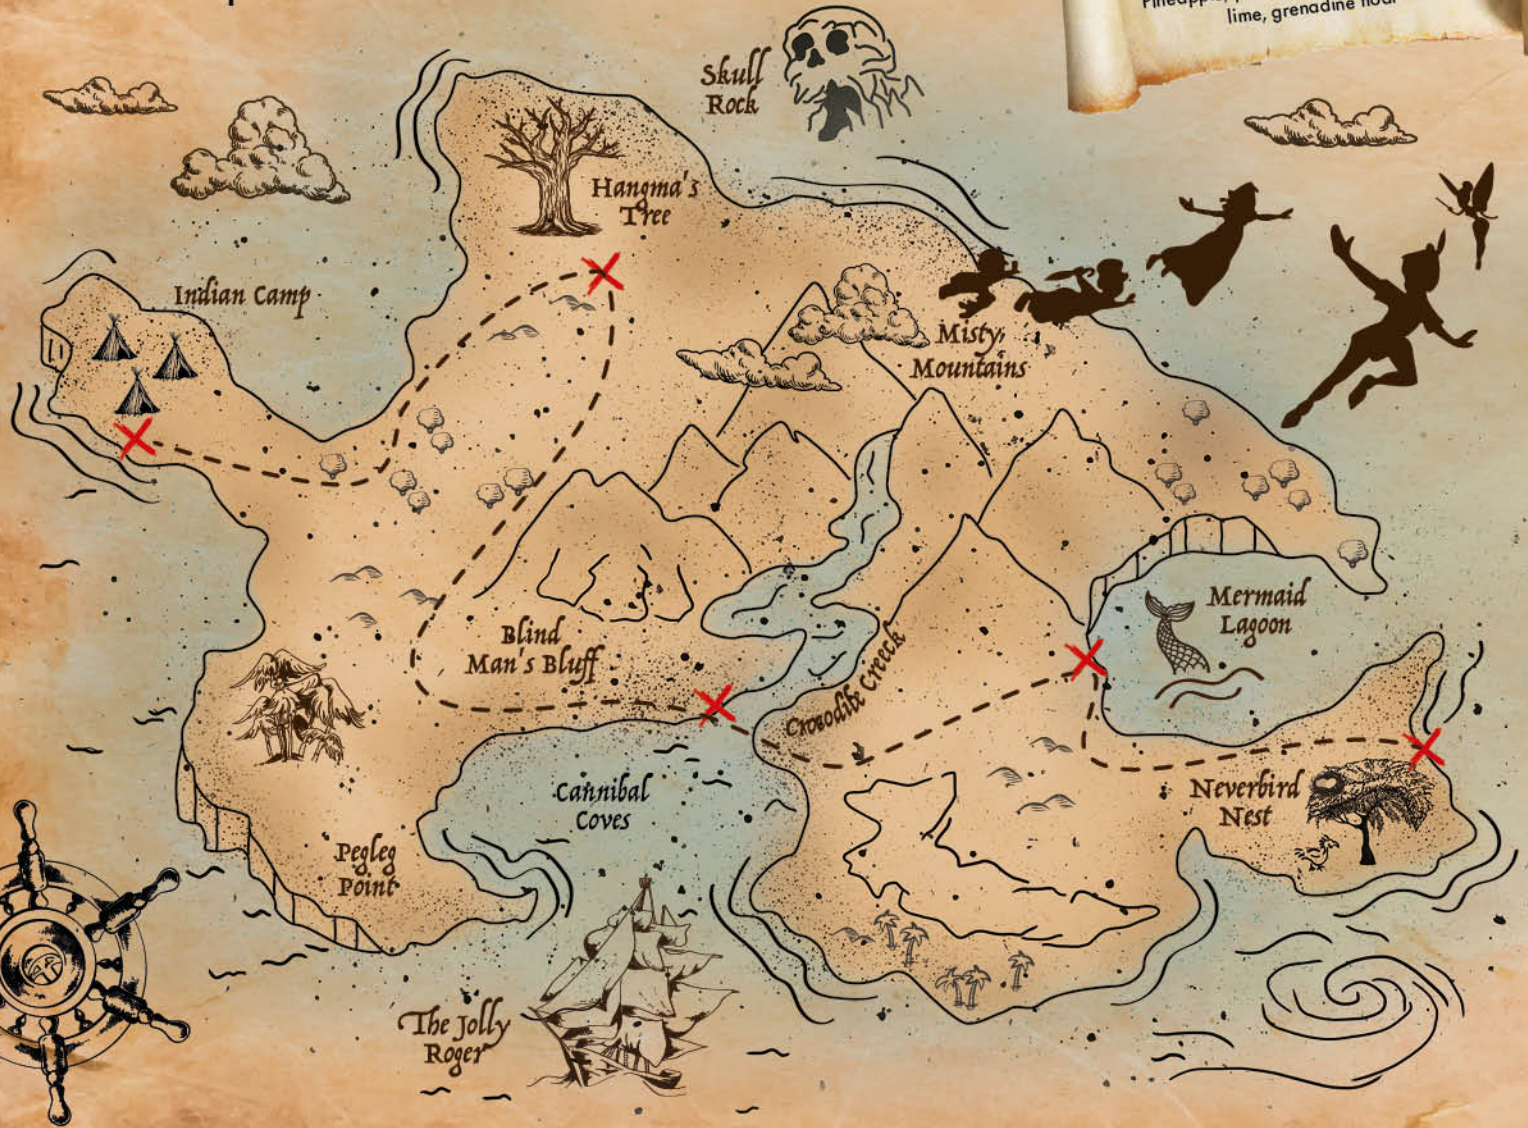 lime, grenadine
Skull
Rock
Hangma's
Tree
Indian Camp
Misty
Mountains
Mermaid
Lagoon
Blind
Man's Bluff
Crocodile Creeck
Cannibal
Coves
Neverbird
Nest
Pegleg
Point
The Jolly
Roger